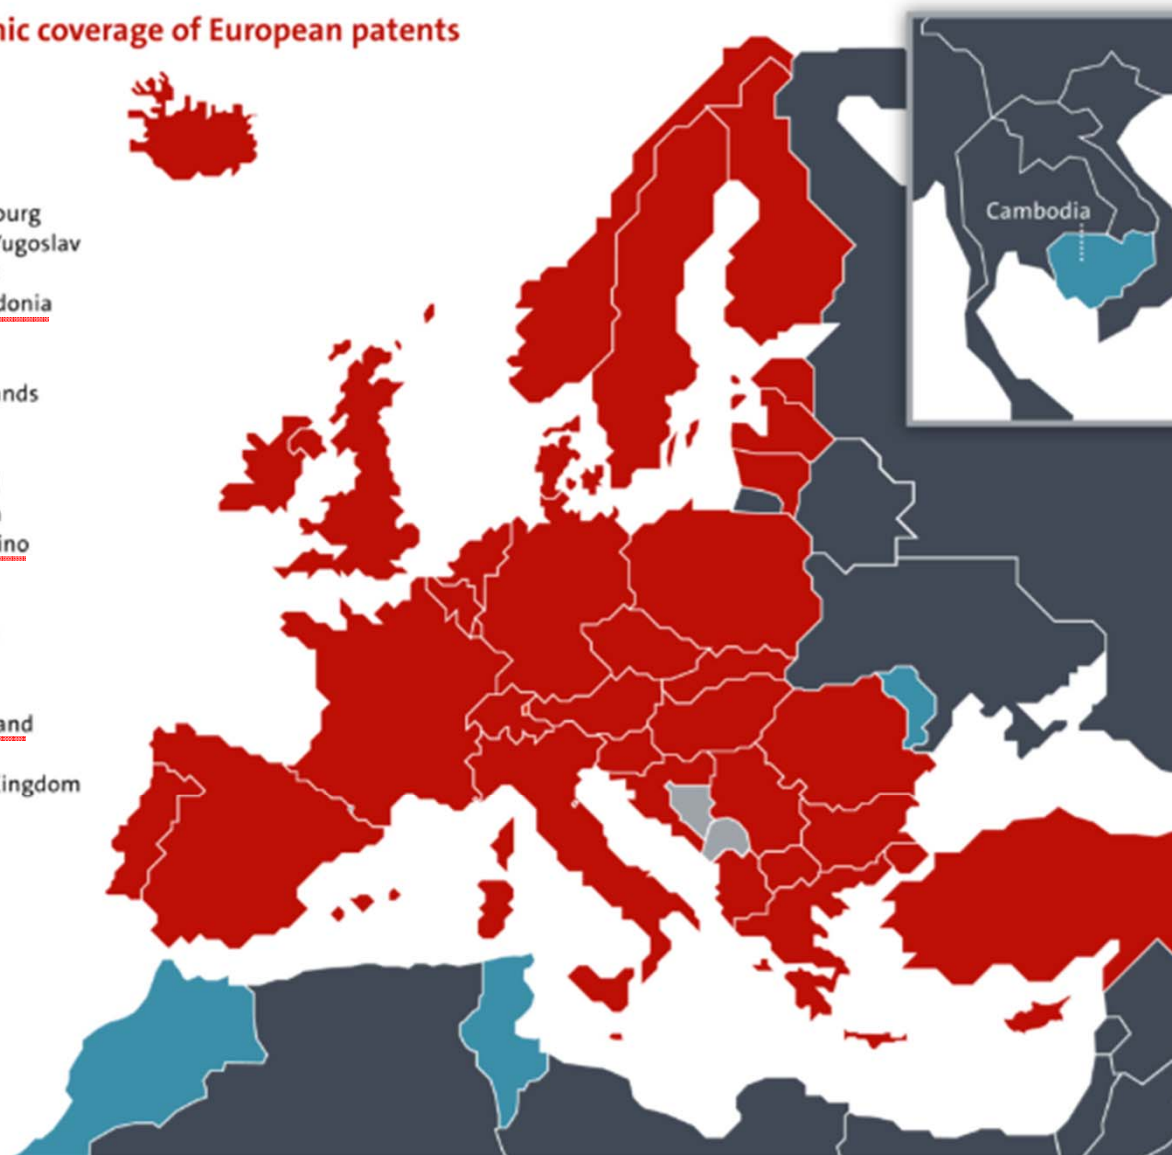 nic coverage of European patents
ourg
Yugoslav
donia
nds
ino
and
Kingdom
Cambodia